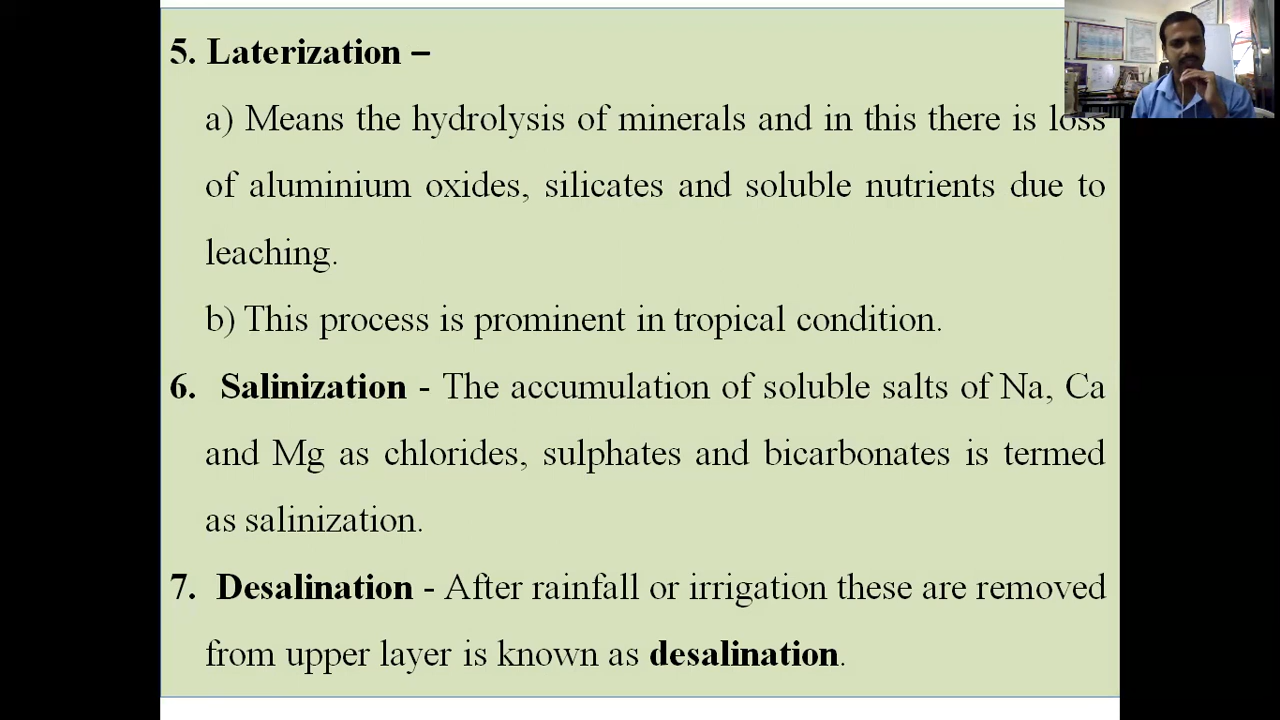 5. Laterization –
a) Means the hydrolysis of minerals and in this there is loss
of aluminium oxides, silicates and soluble nutrients due to
leaching.
b) This process is prominent in tropical condition.
6. Salinization - The accumulation of soluble salts of Na, Ca
and Mg as chlorides, sulphates and bicarbonates is termed
as salinization.
7. Desalination - After rainfall or irrigation these are removed
from upper layer is known as desalination.